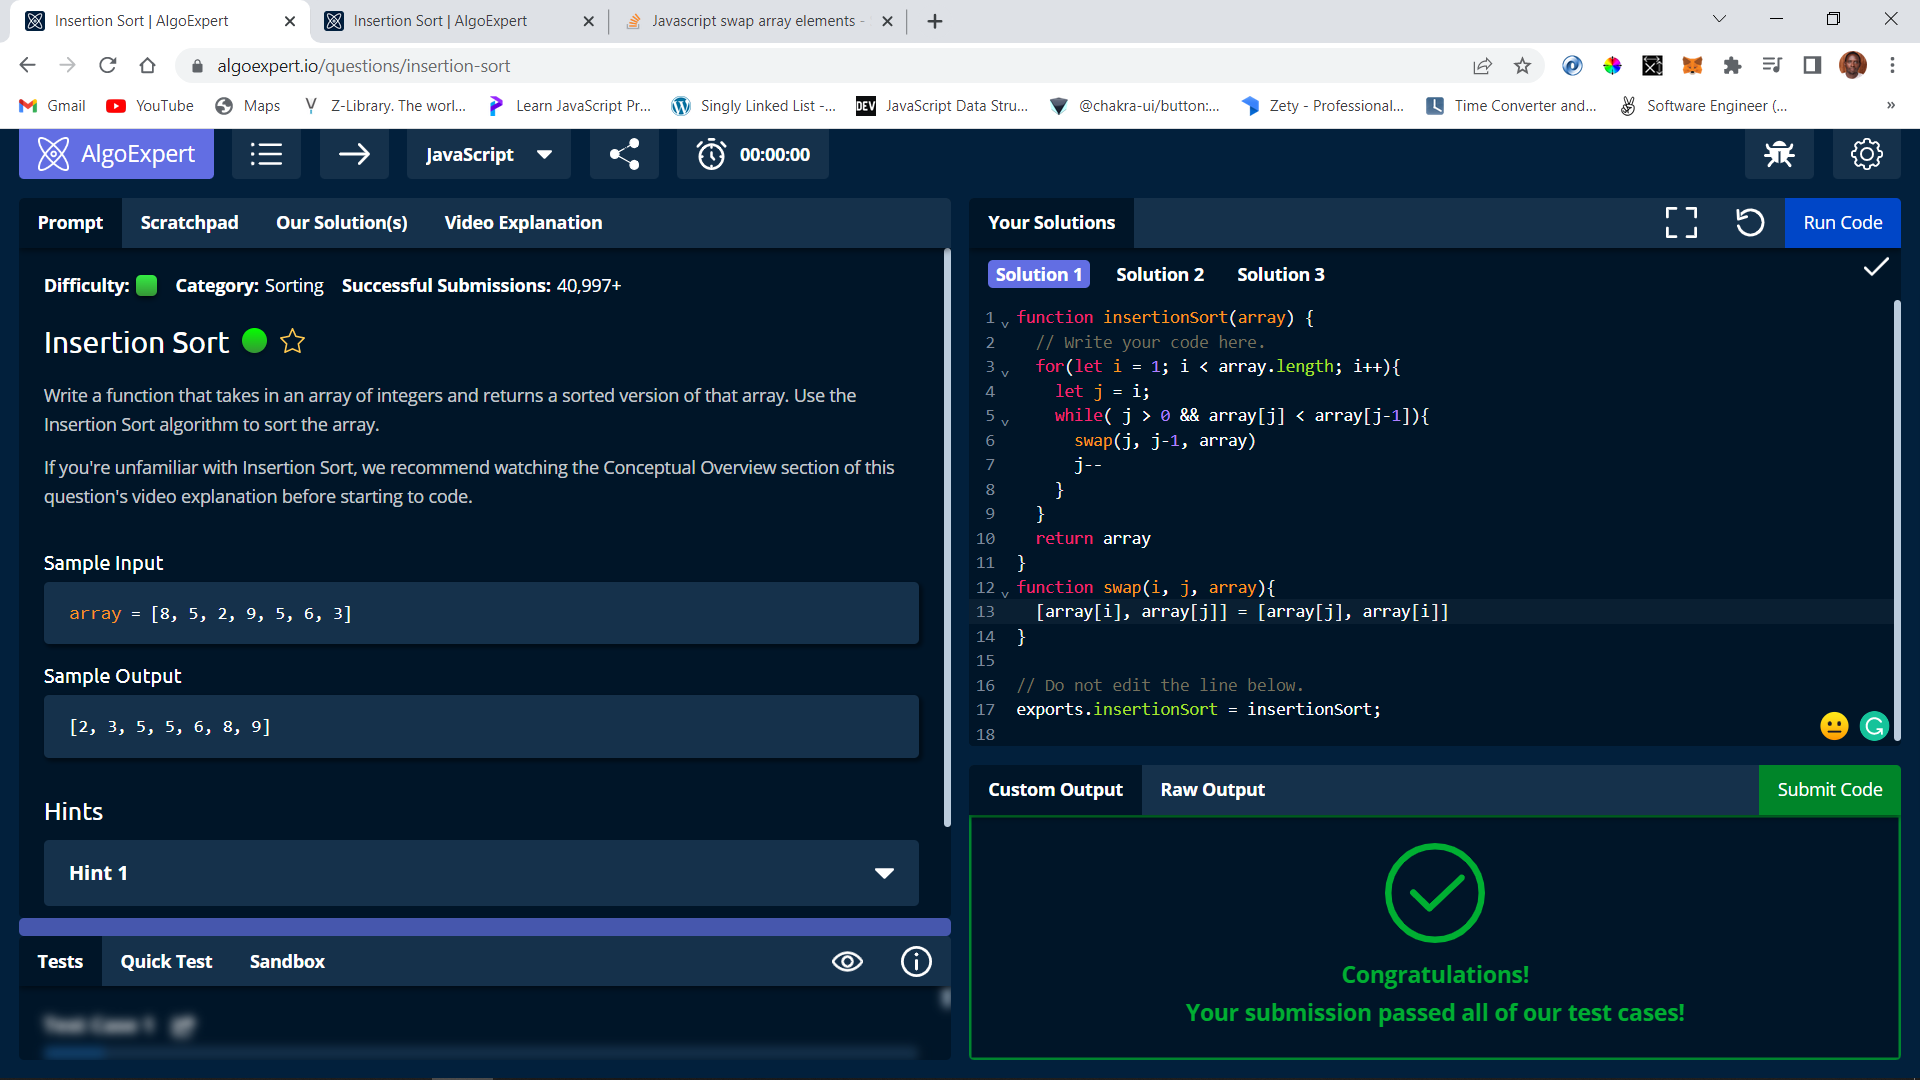 Insertion Sort | AlgoExpert
Insertion Sort | AlgoExpert
Javascript swap array elements -
algoexpert.io/questions/insertion-sort
Gmail
YouTube
Maps
Z-Library. The worl...
Learn JavaScript Pr...
Singly Linked List -...
DEV JavaScript Data Stru...
@chakra-ui/button:...
Zety - Professional...
Time Converter and...
Software Engineer (...
»
AlgoExpert
JavaScript
00:00:00
Prompt
Scratchpad
Our Solution(s)
Video Explanation
Difficulty:
Category: Sorting
Successful Submissions: 40,997+
Insertion Sort
Write a function that takes in an array of integers and returns a sorted version of that array. Use the
Insertion Sort algorithm to sort the array.
If you're unfamiliar with Insertion Sort, we recommend watching the Conceptual Overview section of this
question's video explanation before starting to code.
Sample Input
array = [8, 5, 2, 9, 5, 6, 3]
Sample Output
[2, 3, 5, 5, 6, 8, 9]
Hints
Hint 1
Tests
Quick Test
Sandbox
Test Case 1
Your Solutions
Run Code
Solution 1
Solution 2
Solution 3
1 function insertionSort(array) {
2 // Write your code here.
3 for(let i = 1; i < array.length; i++){
4 let j = i;
5 while( j > 0 && array[j] < array[j-1]){
6 swap(j, j-1, array)
7 j--
8 }
9 }
10 return array
11 }
12 function swap(i, j, array){
13 [array[i], array[j]] = [array[j], array[i]]
14 }
15
16 // Do not edit the line below.
17 exports.insertionSort = insertionSort;
18
Custom Output
Raw Output
Submit Code
Congratulations!
Your submission passed all of our test cases!